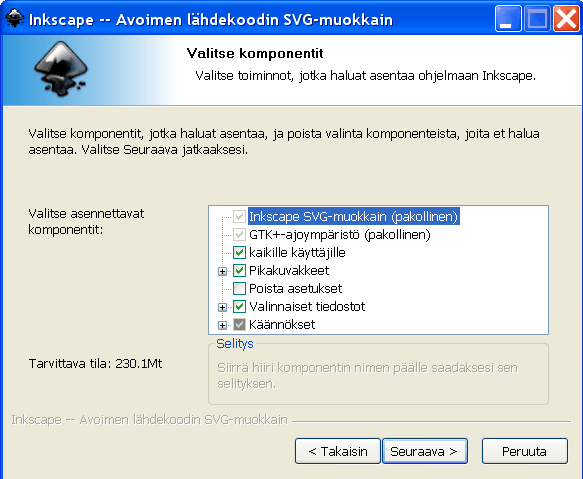 Inkscape -- Avoimen lähdekoodin SVG-muokkain
Valitse komponentit
Valitse toiminnot, jotka haluat asentaa ohjelmaan Inkscape.
Valitse komponentit, jotka haluat asentaa, ja poista valinta komponenteista, joita et halua
asentaa. Valitse Seuraava jatkaaksesi.
Valitse asennettavat
komponentit:
Inkscape SVG-muokkain (pakollinen)
GTK+-ajoympäristö (pakollinen)
kaikille käyttäjille
Pikakuvakkeet
Poista asetukset
Valinnaiset tiedostot
Käännökset
Tarvittava tila: 230.1Mt
Selitys
Siirrä hiiri komponentin nimen päälle saadaksesi sen
selityksen.
Inkscape -- Avoimen lähdekoodin SVG-muokkain
< Takaisin
Seuraava >
Peruuta